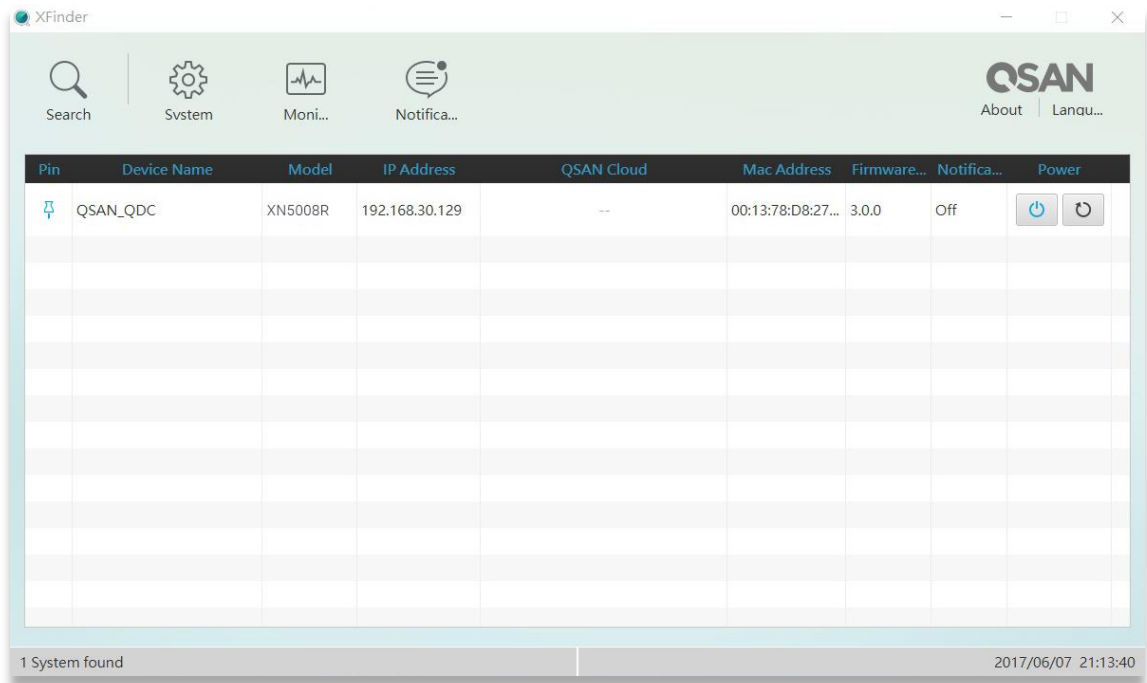 XFinder
Search System Moni... Notifica...
QSAN
About Langu...
Pin Device Name Model IP Address QSAN Cloud Mac Address Firmware... Notifica... Power
QSAN_QDC XN5008R 192.168.30.129 -- 00:13:78:D8:27... 3.0.0 Off
1 System found 2017/06/07 21:13:40